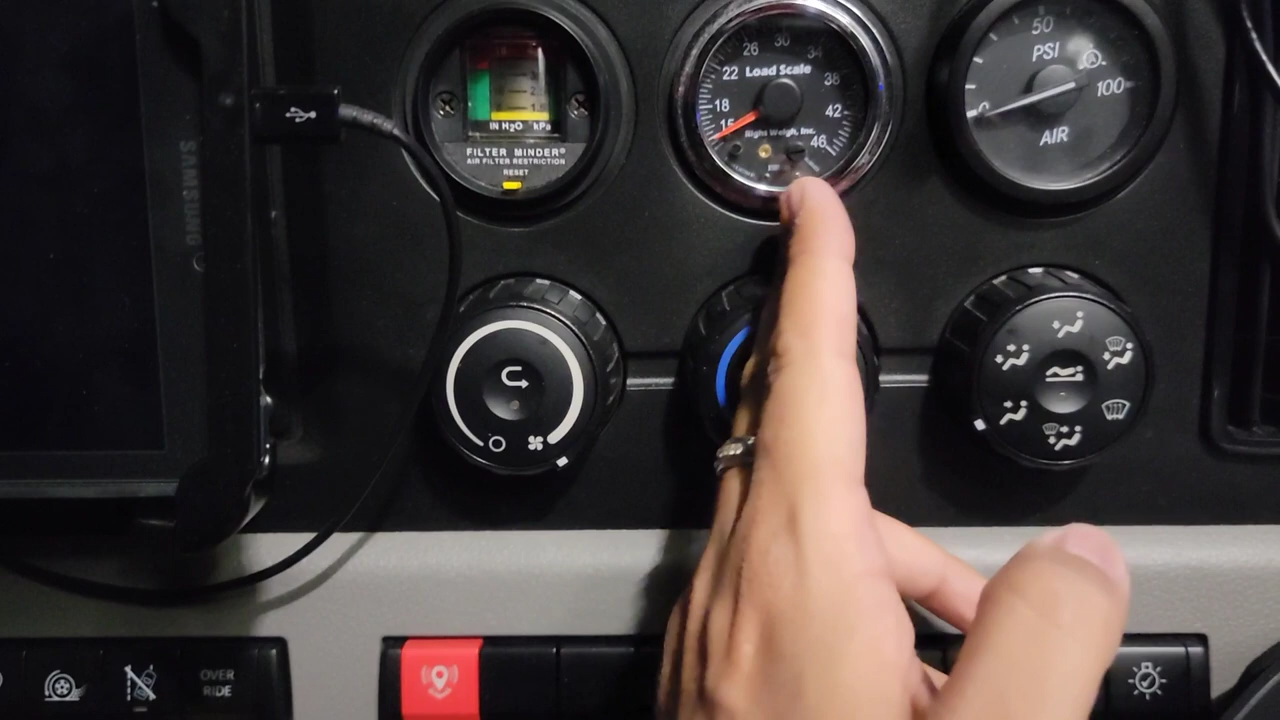 SAMSUNG
IN H₂O kPa
FILTER MINDER®
AIR FILTER RESTRICTION
RESET
15 18 22 26 30 34 38 42 46
Load Scale
Right Weigh, Inc.
0 50 100
PSI
AIR
OVER
RIDE